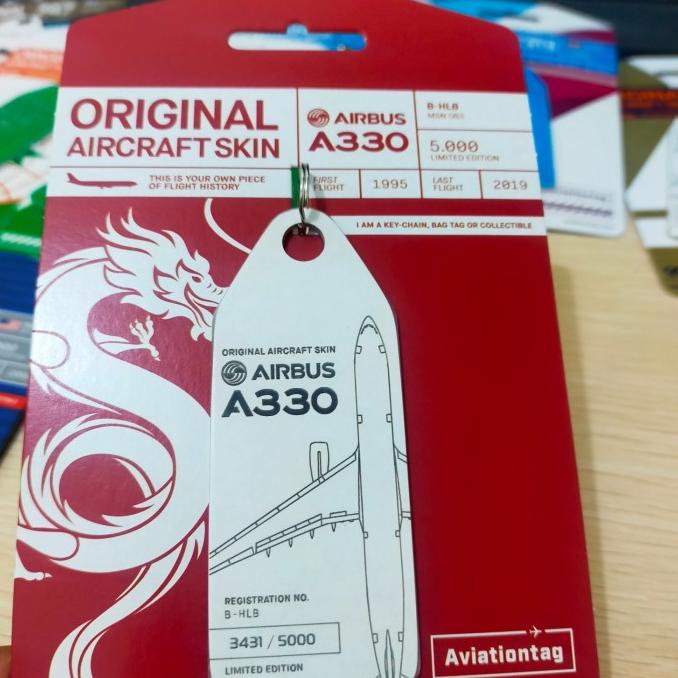 ORIGINAL
AIRCRAFT SKIN
AIRBUS
A330
B-HLB
MSN 083
5.000
LIMITED EDITION
THIS IS YOUR OWN PIECE
OF FLIGHT HISTORY
FIRST
FLIGHT
1995
LAST
FLIGHT
2019
I AM A KEY-CHAIN, BAG TAG OR COLLECTIBLE
ORIGINAL AIRCRAFT SKIN
AIRBUS
A330
REGISTRATION NO.
B-HLB
3431 / 5000
LIMITED EDITION
Aviationtag